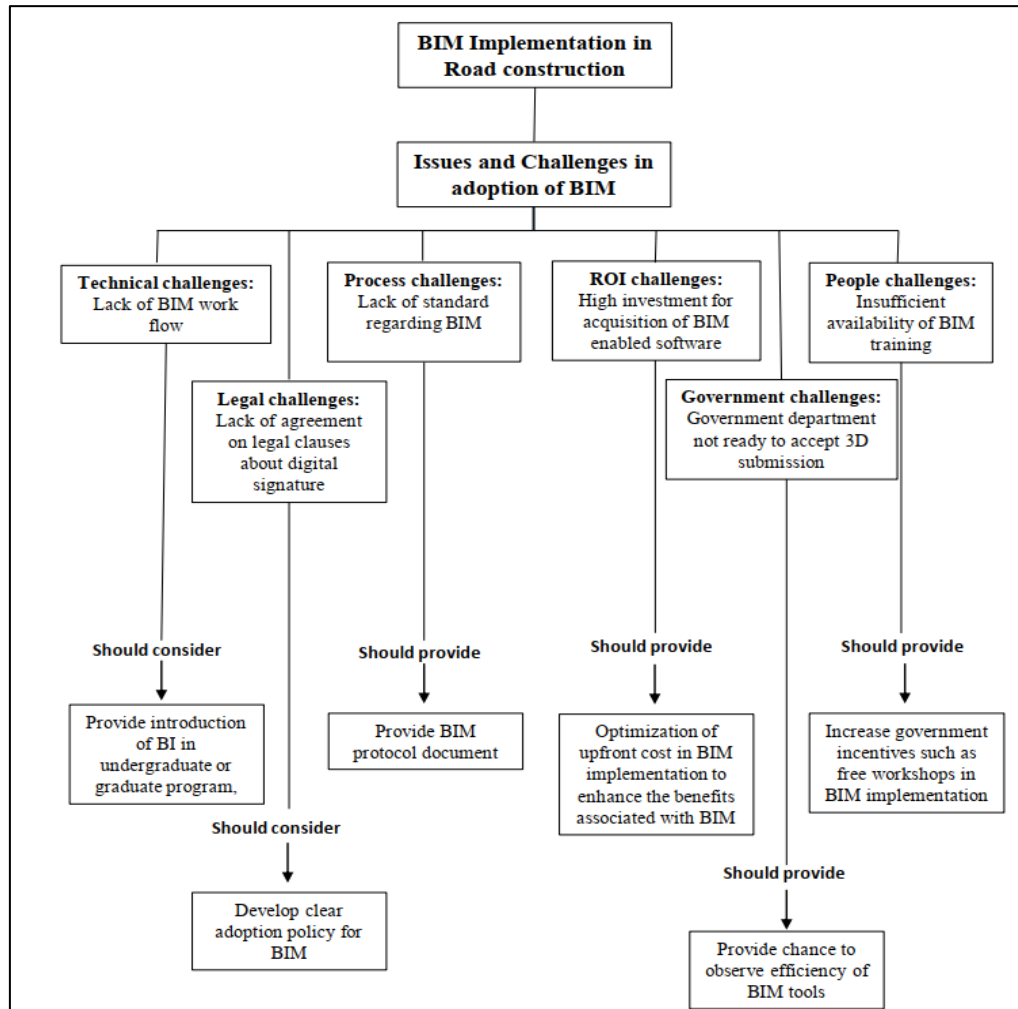 BIM Implementation in
Road construction
Issues and Challenges in
adoption of BIM
Technical challenges:
Lack of BIM work
flow
Legal challenges:
Lack of agreement
on legal clauses
about digital
signature
Process challenges:
Lack of standard
regarding BIM
ROI challenges:
High investment for
acquisition of BIM
enabled software
Government challenges:
Government department
not ready to accept 3D
submission
People challenges:
Insufficient
availability of BIM
training
Should consider
Provide introduction
of BI in
undergraduate or
graduate program,
Should consider
Develop clear
adoption policy for
BIM
Should provide
Provide BIM
protocol document
Should provide
Optimization of
upfront cost in BIM
implementation to
enhance the benefits
associated with BIM
Should provide
Provide chance to
observe efficiency of
BIM tools
Should provide
Increase government
incentives such as
free workshops in
BIM implementation